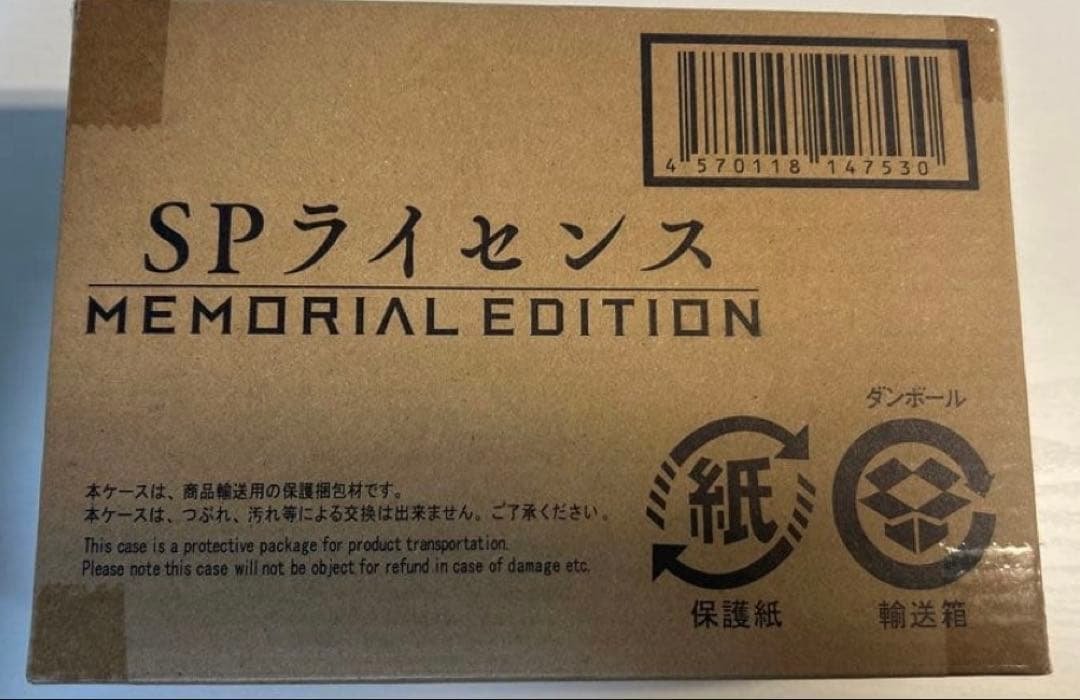 4 570118 147530
SPライセンス
MEMORIAL EDITION
ダンボール
紙
本ケースは、商品輸送用の保護梱包材です。
本ケースは、つぶれ、汚れ等による交換は出来ません。ご了承ください。
This case is a protective package for product transportation.
Please note this case will not be object for refund in case of damage etc.
保護紙
輸送箱